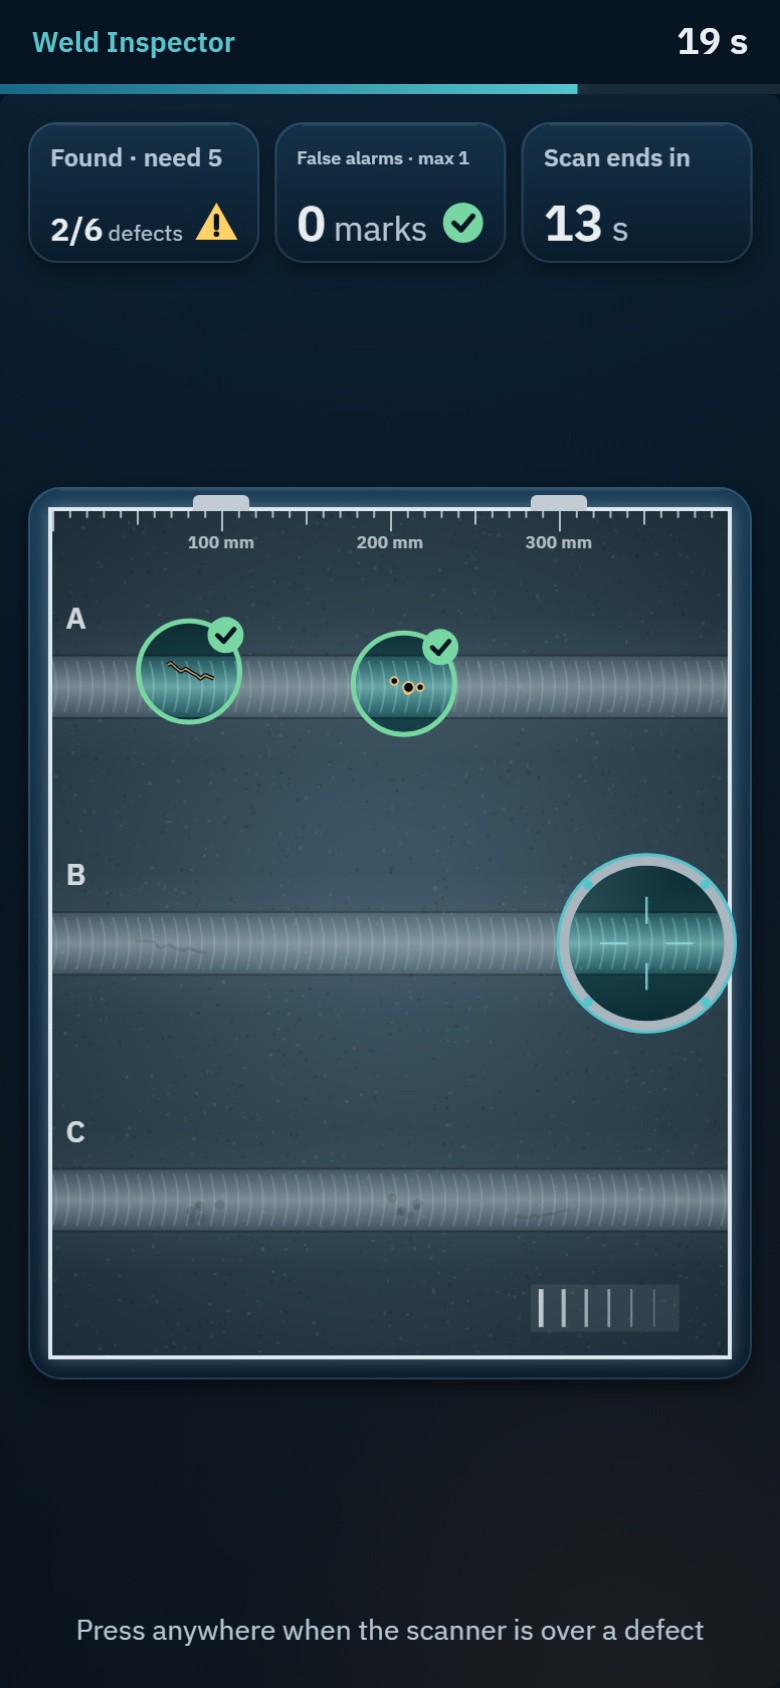 Weld Inspector
19 s
Found · need 5
2/6 defects
False alarms · max 1
0 marks
Scan ends in
13 s
100 mm
200 mm
300 mm
A
B
C
Press anywhere when the scanner is over a defect